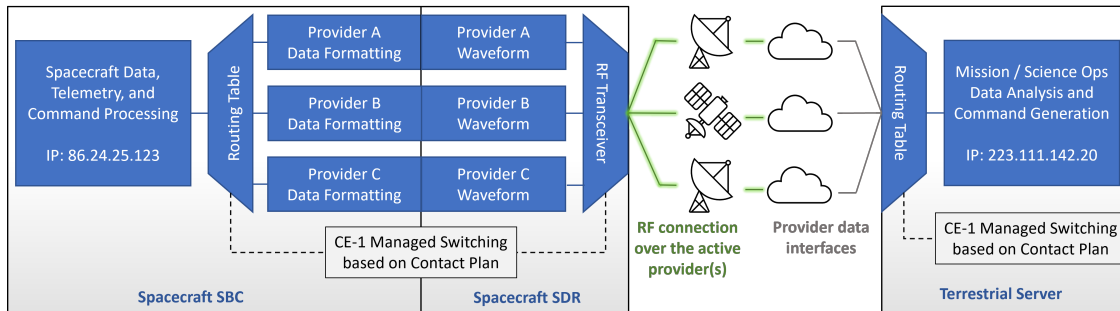 Spacecraft Data,
Telemetry, and
Command Processing
IP: 86.24.25.123
Routing Table
Provider A
Data Formatting
Provider A
Waveform
Provider B
Data Formatting
Provider B
Waveform
Provider C
Data Formatting
Provider C
Waveform
RF Transceiver
CE-1 Managed Switching
based on Contact Plan
Spacecraft SBC
Spacecraft SDR
RF connection
over the active
provider(s)
Provider data
interfaces
Routing Table
Mission / Science Ops
Data Analysis and
Command Generation
IP: 223.111.142.20
CE-1 Managed Switching
based on Contact Plan
Terrestrial Server